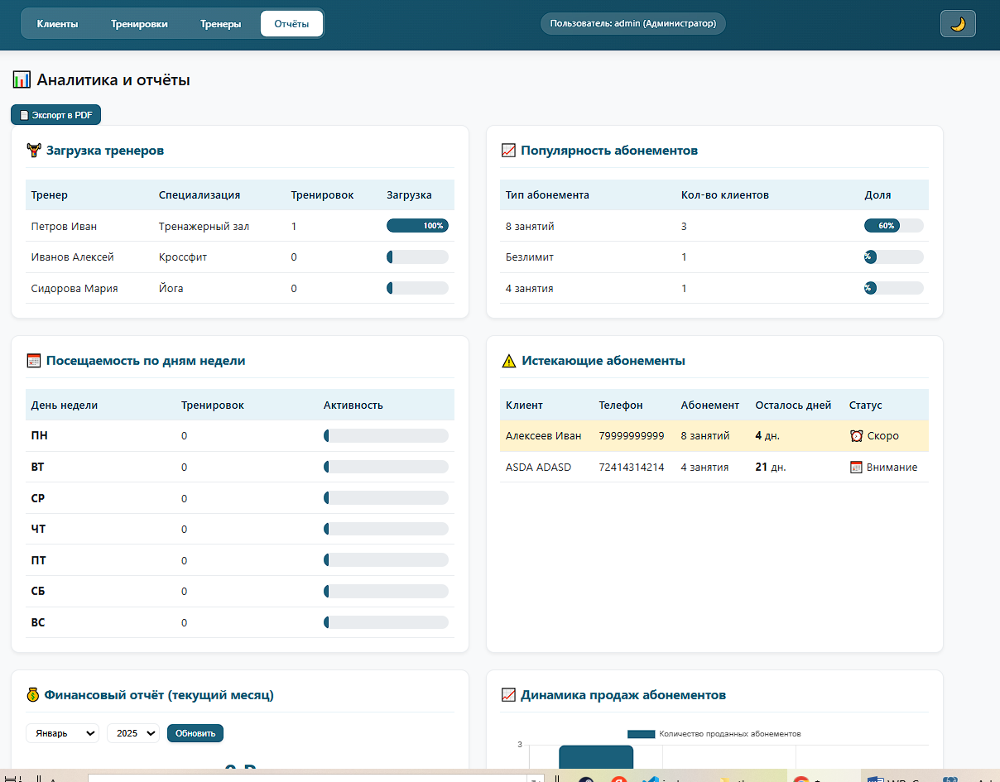 Клиенты Тренировки Тренеры Отчёты Пользователь: admin (Администратор)
Аналитика и отчёты
Экспорт в PDF
Загрузка тренеров
Тренер Специализация Тренировок Загрузка
Петров Иван Тренажерный зал 1 100%
Иванов Алексей Кроссфит 0
Сидорова Мария Йога 0
Популярность абонементов
Тип абонемента Кол-во клиентов Доля
8 занятий 3 60%
Безлимит 1 %
4 занятия 1 %
Посещаемость по дням недели
День недели Тренировок Активность
ПН 0
ВТ 0
СР 0
ЧТ 0
ПТ 0
СБ 0
ВС 0
Истекающие абонементы
Клиент Телефон Абонемент Осталось дней Статус
Алексеев Иван 79999999999 8 занятий 4 дн. Скоро
ASDA ADASD 72414314214 4 занятия 21 дн. Внимание
Финансовый отчёт (текущий месяц)
Январь 2025 Обновить
Динамика продаж абонементов
Количество проданных абонементов
3